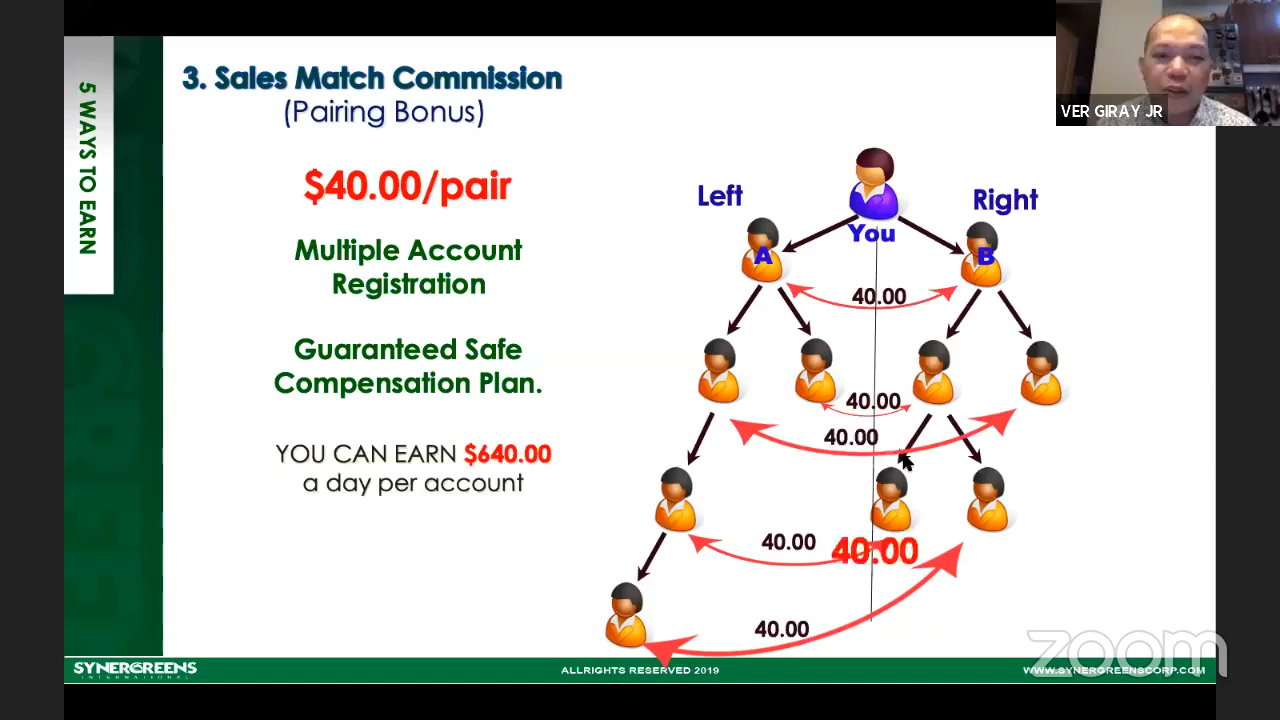 5 WAYS TO EARN
3. Sales Match Commission
(Pairing Bonus)
$40.00/pair
Multiple Account
Registration
Guaranteed Safe
Compensation Plan.
YOU CAN EARN $640.00
a day per account
Left
Right
You
A
B
40.00
40.00
40.00
40.00
40.00
40.00
VER GIRAY JR
SYNERGREENS
INTERNATIONAL
ALLRIGHTS RESERVED 2019
WWW.SYNERGREENSCORP.COM
zoom